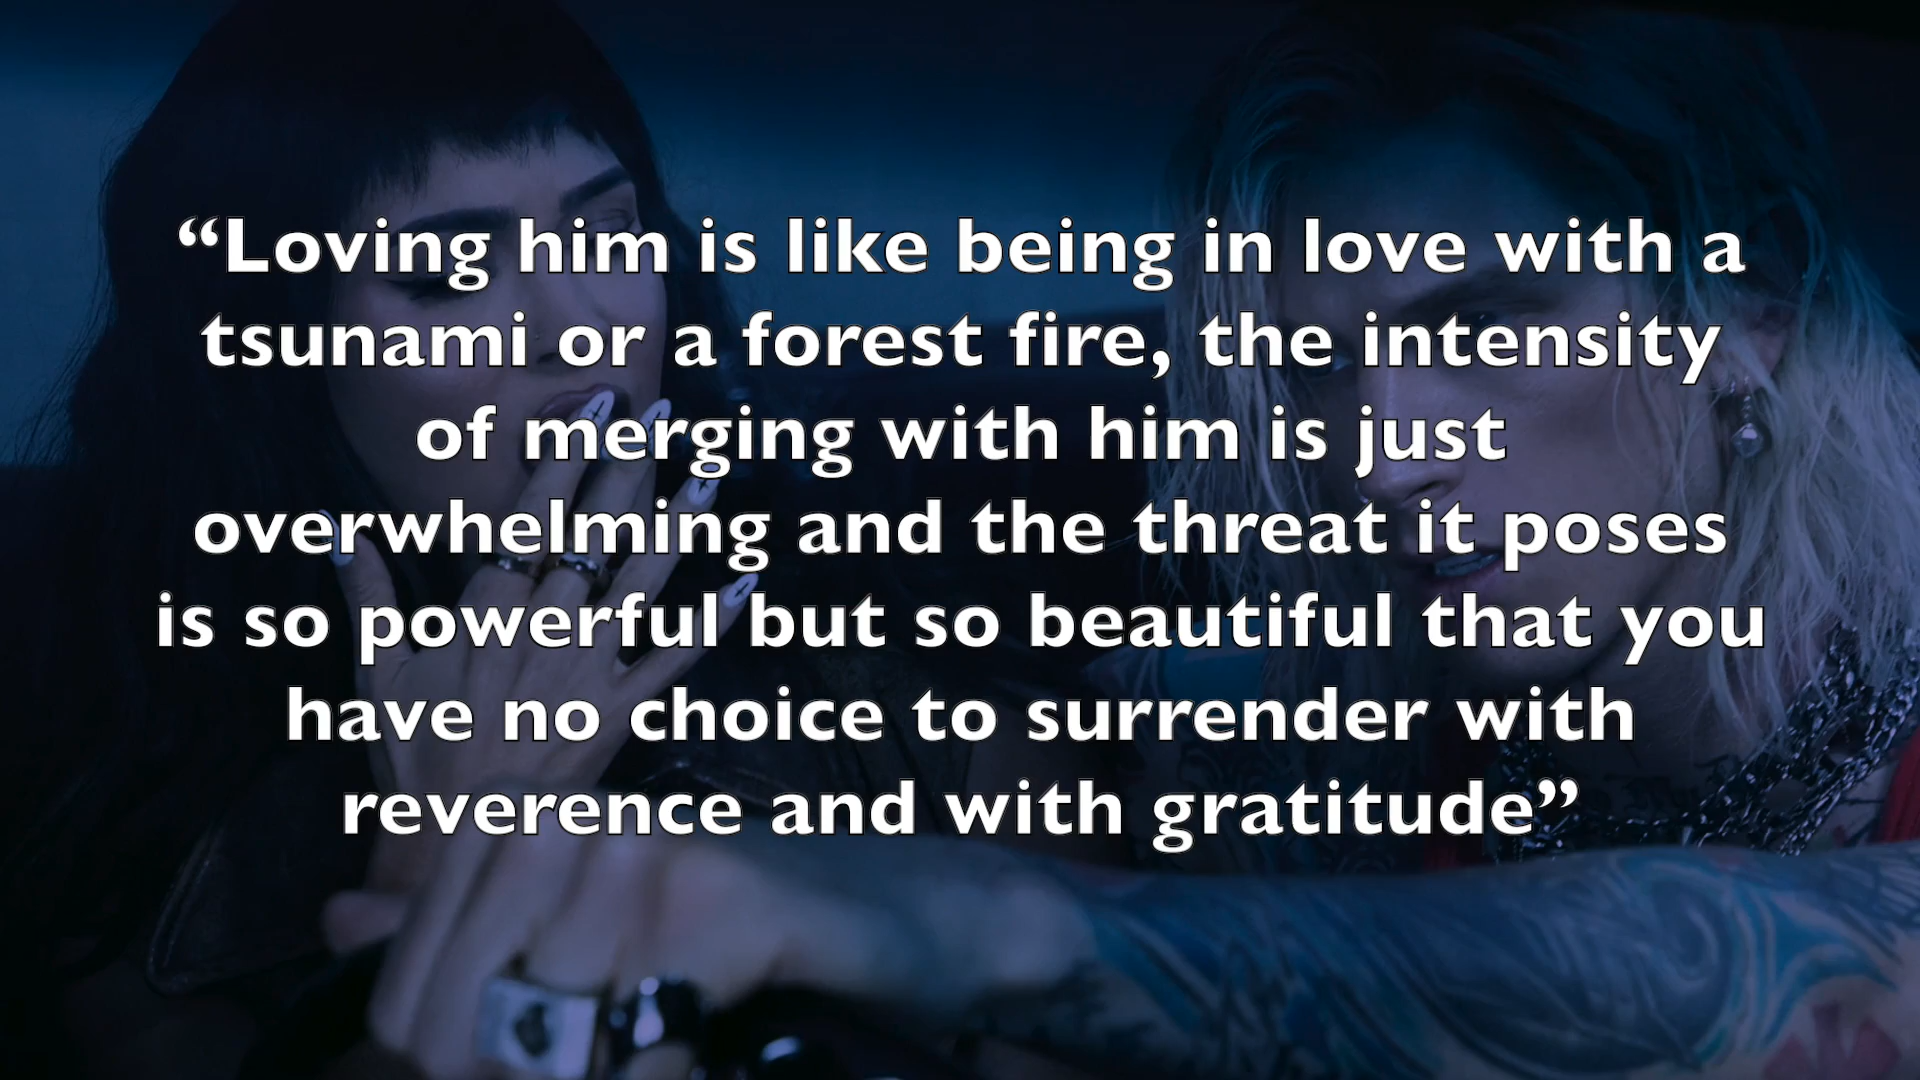 “Loving him is like being in love with a
tsunami or a forest fire, the intensity
of merging with him is just
overwhelming and the threat it poses
is so powerful but so beautiful that you
have no choice to surrender with
reverence and with gratitude”